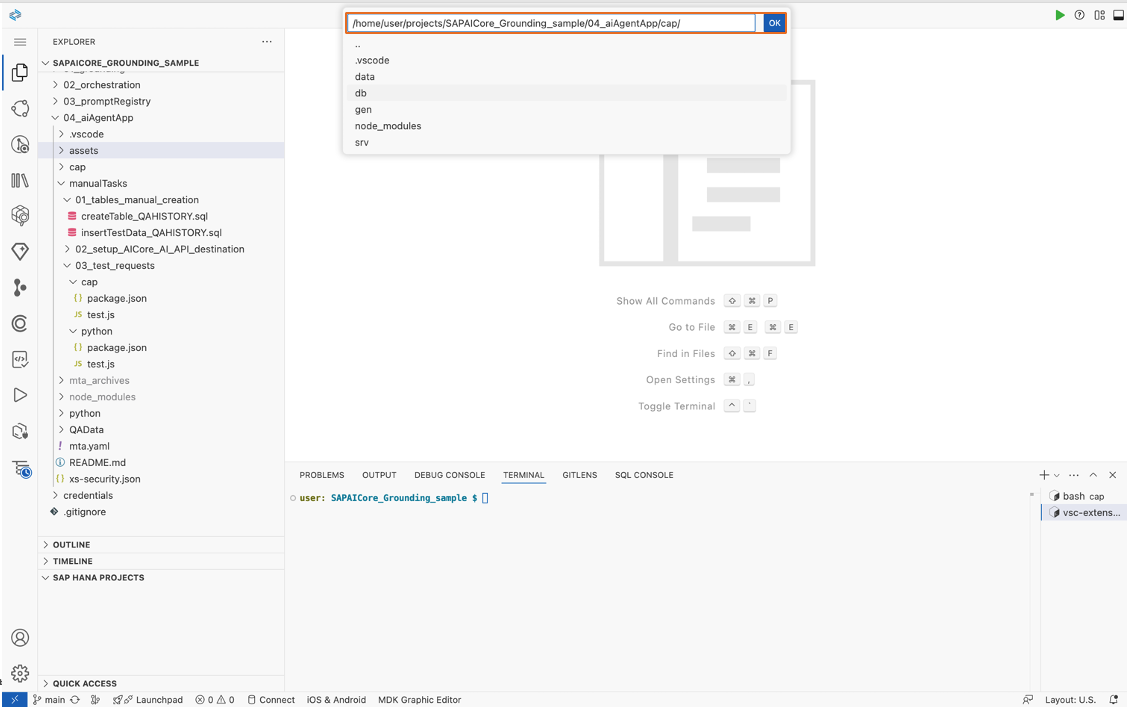 /home/user/projects/SAPAICore_Grounding_sample/04_aiAgentApp/cap/
OK
..
.vscode
data
db
gen
node_modules
srv
EXPLORER
SAPAICORE_GROUNDING_SAMPLE
01_grounding
02_orchestration
03_promptRegistry
04_aiAgentApp
.vscode
assets
cap
manualTasks
01_tables_manual_creation
createTable_QAHISTORY.sql
insertTestData_QAHISTORY.sql
02_setup_AICore_AI_API_destination
03_test_requests
cap
{} package.json
JS test.js
python
{} package.json
JS test.js
mta_archives
node_modules
python
QAData
! mta.yaml
README.md
{} xs-security.json
credentials
.gitignore
OUTLINE
TIMELINE
SAP HANA PROJECTS
QUICK ACCESS
Show All Commands ⇧ ⌘ P
Go to File ⌘ E ⌘ E
Find in Files ⇧ ⌘ F
Open Settings ⌘ ,
Toggle Terminal ^ `
PROBLEMS OUTPUT DEBUG CONSOLE TERMINAL GITLENS SQL CONSOLE
user: SAPAICore_Grounding_sample $
bash cap
vsc-extens...
main 0 0 Launchpad Connect iOS & Android MDK Graphic Editor Layout: U.S.